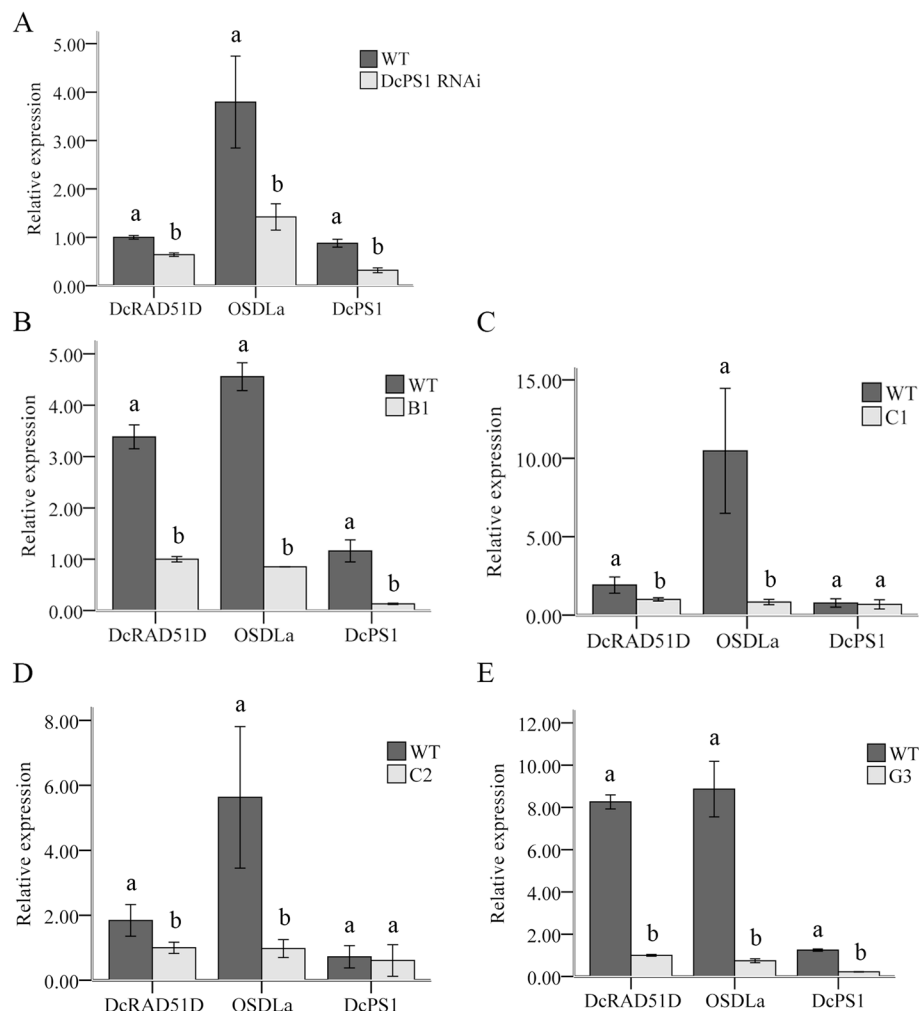 A
Relative expression
5.00
4.00
3.00
2.00
1.00
0.00
a
b
a
b
a
b
WT
DcPS1 RNAi
DcRAD51D OSDLa DcPS1
B
Relative expression
5.00
4.00
3.00
2.00
1.00
0.00
a
b
a
b
a
b
WT
B1
DcRAD51D OSDLa DcPS1
C
Relative expression
15.00
10.00
5.00
0.00
a
b
a
b
a
a
WT
C1
DcRAD51D OSDLa DcPS1
D
Relative expression
8.00
6.00
4.00
2.00
0.00
a
b
a
b
a
a
WT
C2
DcRAD51D OSDLa DcPS1
E
Relative expression
12.00
10.00
8.00
6.00
4.00
2.00
0.00
a
b
a
b
a
b
WT
G3
DcRAD51D OSDLa DcPS1